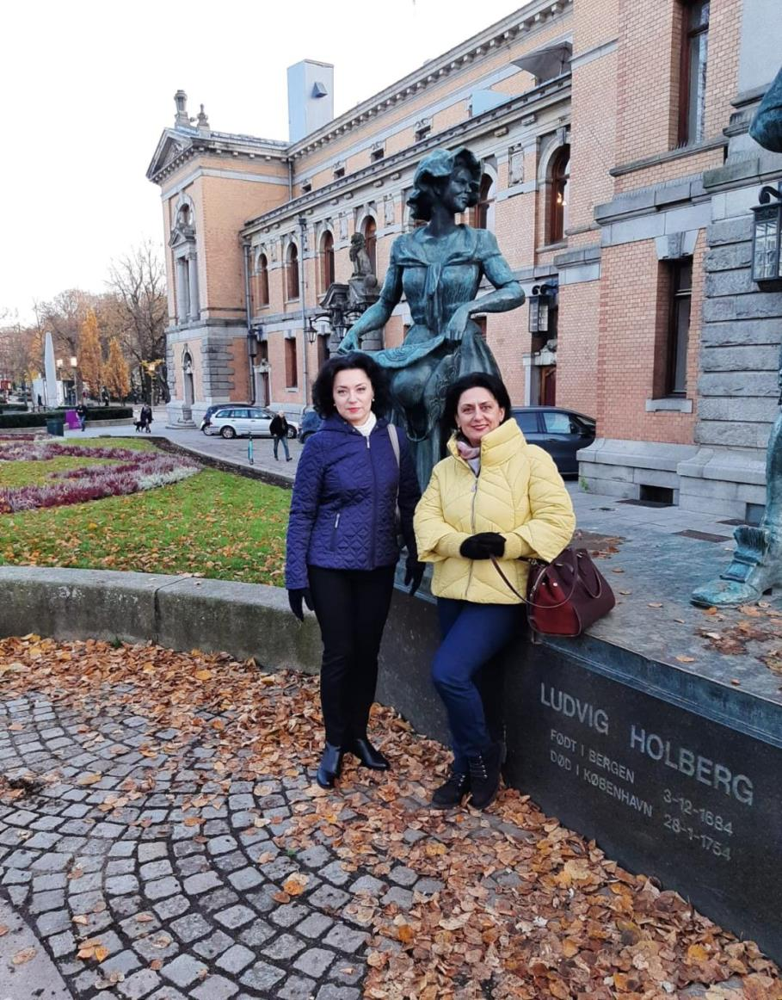 LUDVIG HOLBERG
FØDT I BERGEN 3-12-1684
DØD I KØBENHAVN 28-1-1754